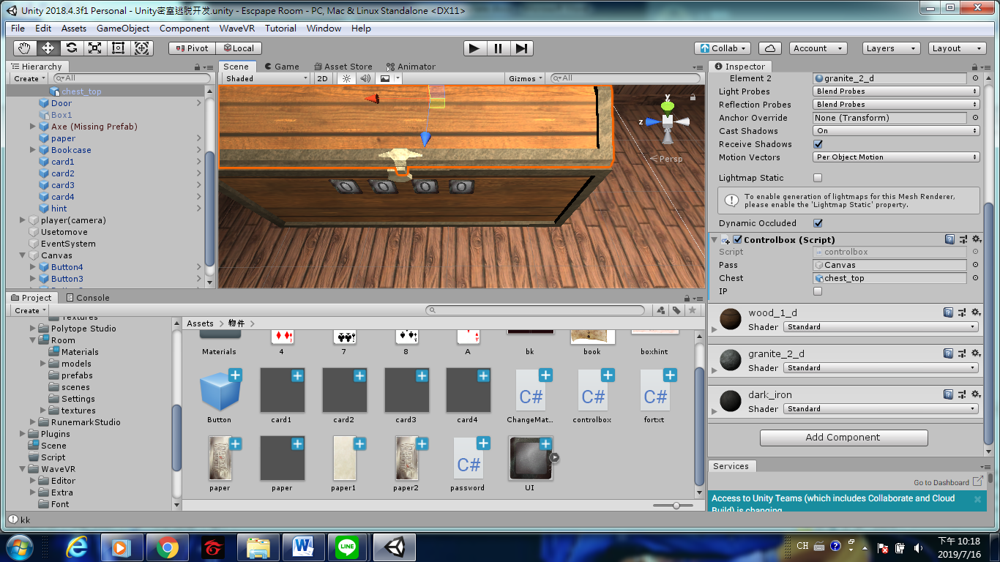 Unity 2018.4.3f1 Personal - Unity密室逃脱开发.unity - Escpape Room - PC, Mac & Linux Standalone <DX11>
File Edit Assets GameObject Component WaveVR Tutorial Window Help
Pivot Local Collab Account Layers Layout
Hierarchy
Create All
chest_top
Door
Box1
Axe (Missing Prefab)
paper
Bookcase
card1
card2
card3
card4
hint
player(camera)
Usetomove
EventSystem
Canvas
Button4
Button3
Scene Game Asset Store Animator
Shaded 2D Gizmos All
y
z
Persp
0 0 0 0
Inspector
Element 2 granite_2_d
Light Probes Blend Probes
Reflection Probes Blend Probes
Anchor Override None (Transform)
Cast Shadows On
Receive Shadows
Motion Vectors Per Object Motion
Lightmap Static
To enable generation of lightmaps for this Mesh Renderer,
please enable the 'Lightmap Static' property.
Dynamic Occluded
Controlbox (Script)
Script controlbox
Pass Canvas
Chest chest_top
IP
wood_1_d
Shader Standard
granite_2_d
Shader Standard
dark_iron
Shader Standard
Add Component
Services
Go to Dashboard
Access to Unity Teams (which includes Collaborate and Cloud
Build) is changing
Project Console
Create
Textures
Polytope Studio
Room
Materials
models
prefabs
scenes
Settings
textures
RunemarkStudio
Plugins
Scene
Script
WaveVR
Editor
Extra
Font
Assets 物件
Materials 4 7 8 A bk book boxhint
C# C# C#
Button card1 card2 card3 card4 ChangeMat... controlbox fortxt
C#
paper paper paper1 paper2 password UI
kk
W LINE CH 下午 10:18
2019/7/16